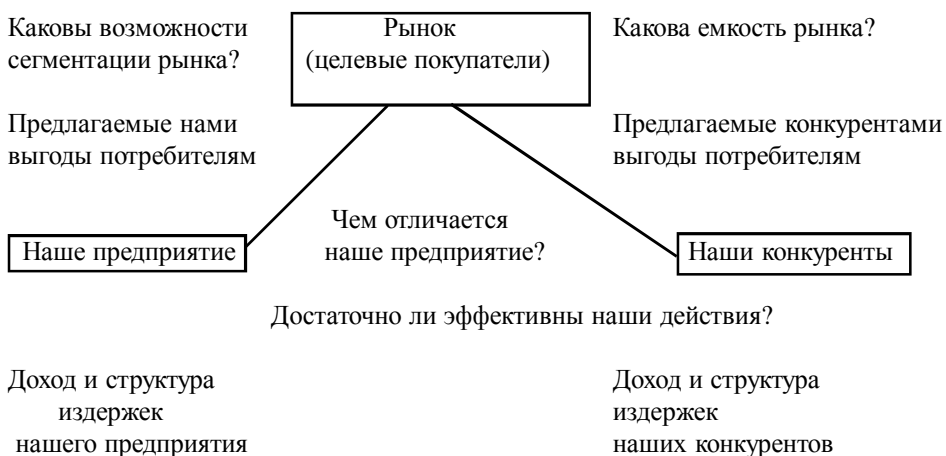 Каковы возможности
сегментации рынка?
Рынок
(целевые покупатели)
Какова емкость рынка?
Предлагаемые нами
выгоды потребителям
Предлагаемые конкурентами
выгоды потребителям
Чем отличается
наше предприятие?
Наше предприятие
Наши конкуренты
Достаточно ли эффективны наши действия?
Доход и структура
издержек
нашего предприятия
Доход и структура
издержек
наших конкурентов